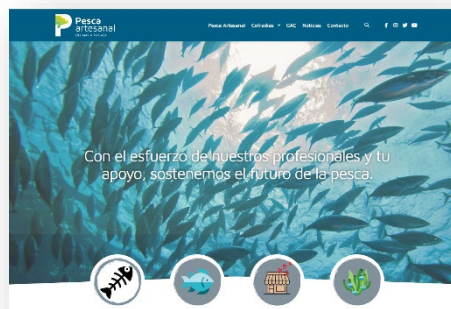 Pesca
artesanal
Pesca Artesanal Cofradías GAC Noticias Contacto
Con el esfuerzo de nuestros profesionales y tu
apoyo, sostenemos el futuro de la pesca.